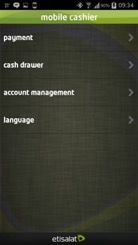 09:34
mobile cashier
payment
cash drawer
account management
language
etisalat